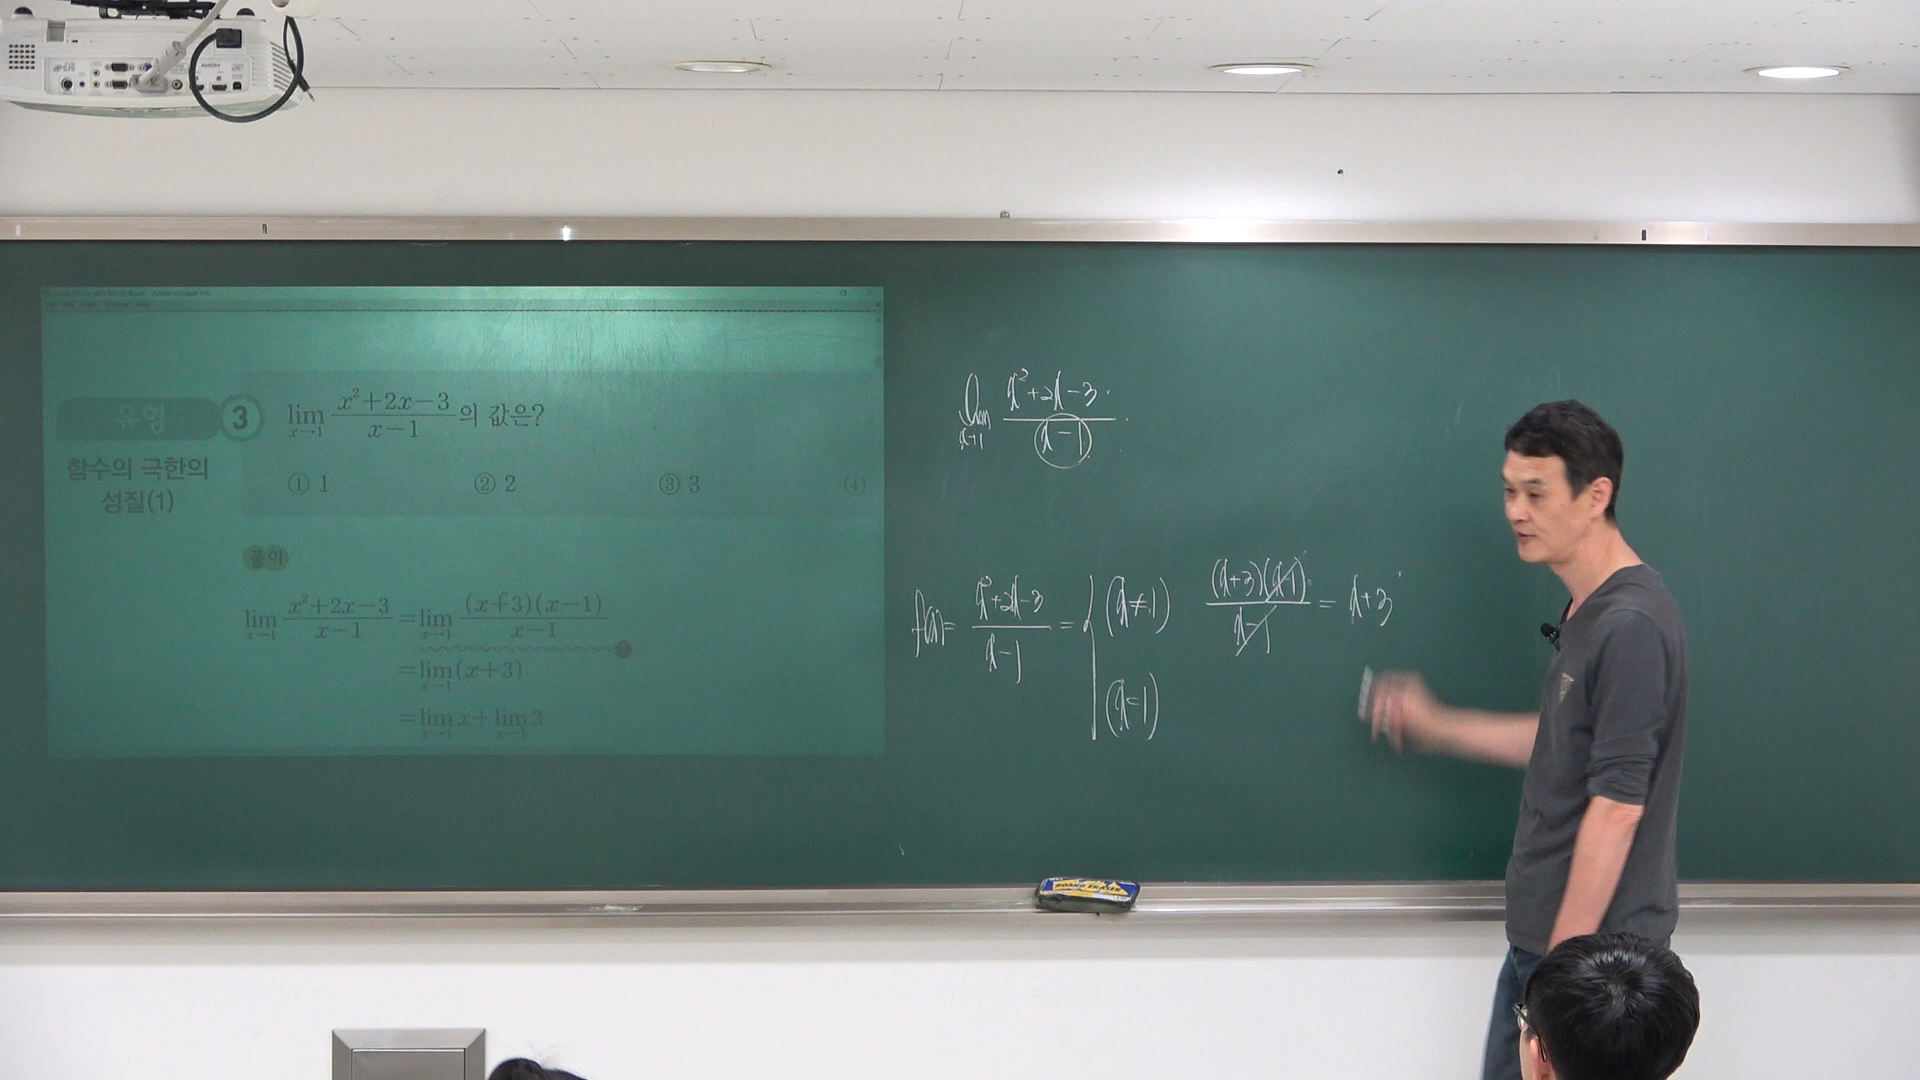 유형 3
함수의 극한의
성질(1)
lim x→1 (x²+2x-3)/(x-1) 의 값은?
① 1 ② 2 ③ 3 ④
풀이
lim x→1 (x²+2x-3)/(x-1) = lim x→1 (x+3)(x-1)/(x-1)
= lim x→1 (x+3)
= lim x→1 x + lim x→1 3
lim x→1 (x²+2x-3)/(x-1)
f(x) = (x²+2x-3)/(x-1) = { (x≠1) (x+3)(x-1)/(x-1) = x+3
(x=1)
BOARD ERASER